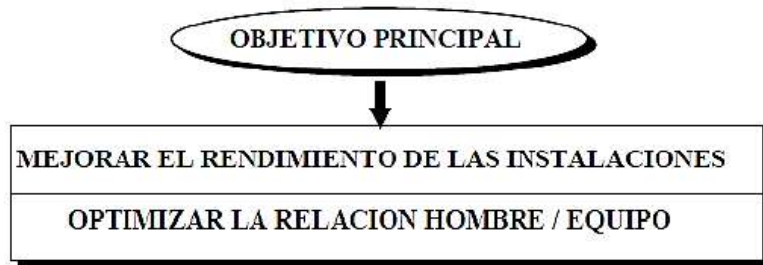 OBJETIVO PRINCIPAL
MEJORAR EL RENDIMIENTO DE LAS INSTALACIONES
OPTIMIZAR LA RELACION HOMBRE / EQUIPO